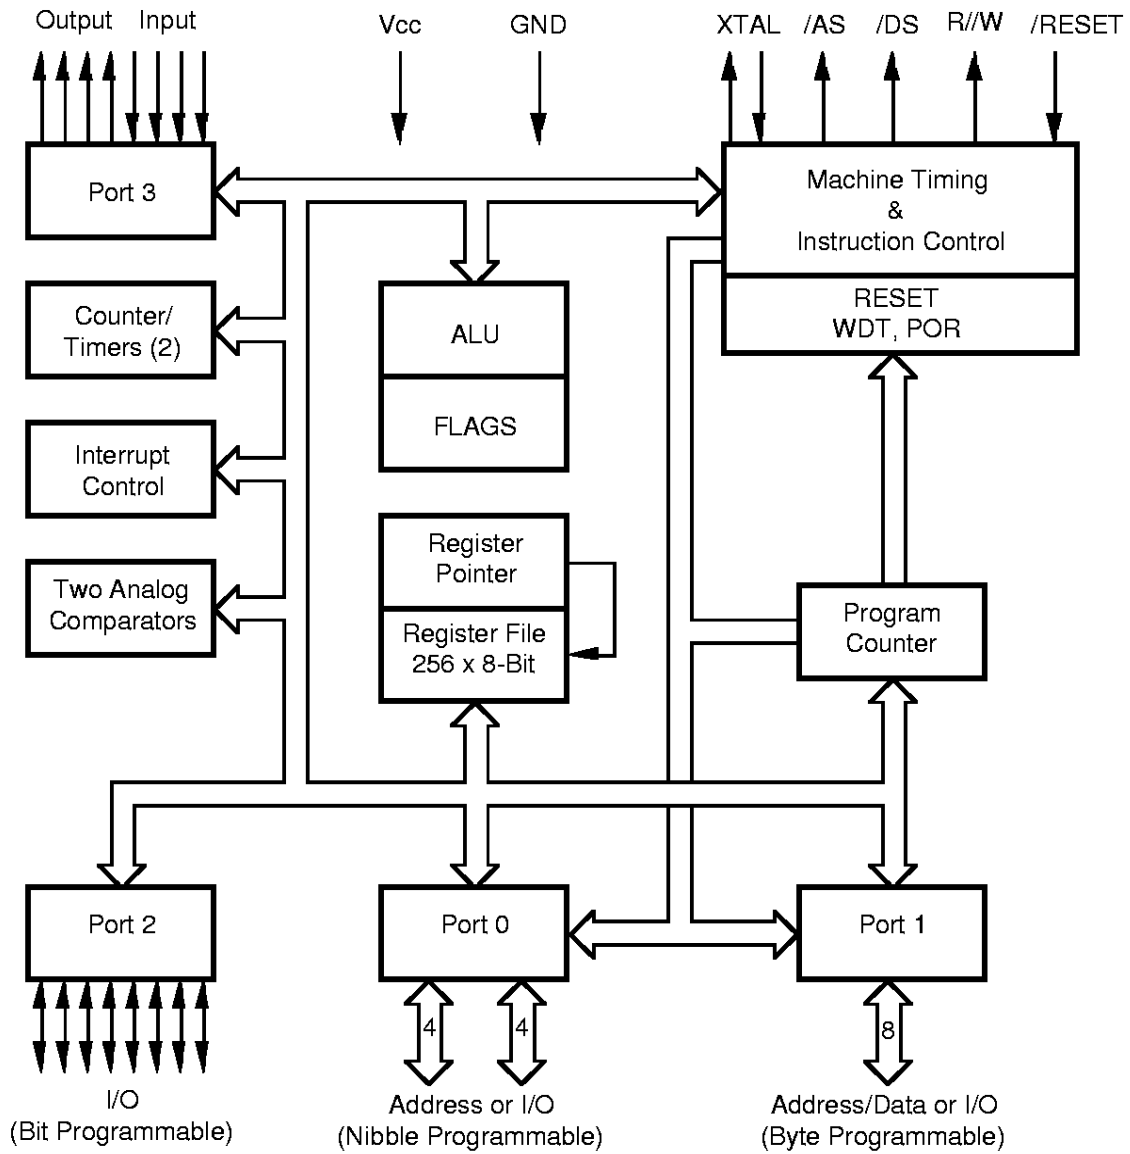 Output Input Vcc GND XTAL /AS /DS R//W /RESET
Port 3
Machine Timing
&
Instruction Control
RESET
WDT, POR
Counter/
Timers (2)
ALU
FLAGS
Interrupt
Control
Two Analog
Comparators
Register
Pointer
Register File
256 x 8-Bit
Program
Counter
Port 2
Port 0
Port 1
4
4
8
I/O
(Bit Programmable)
Address or I/O
(Nibble Programmable)
Address/Data or I/O
(Byte Programmable)